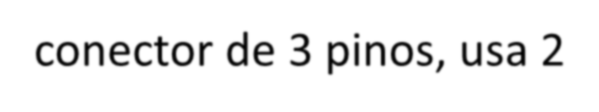 conector de 3 pinos, usa 2